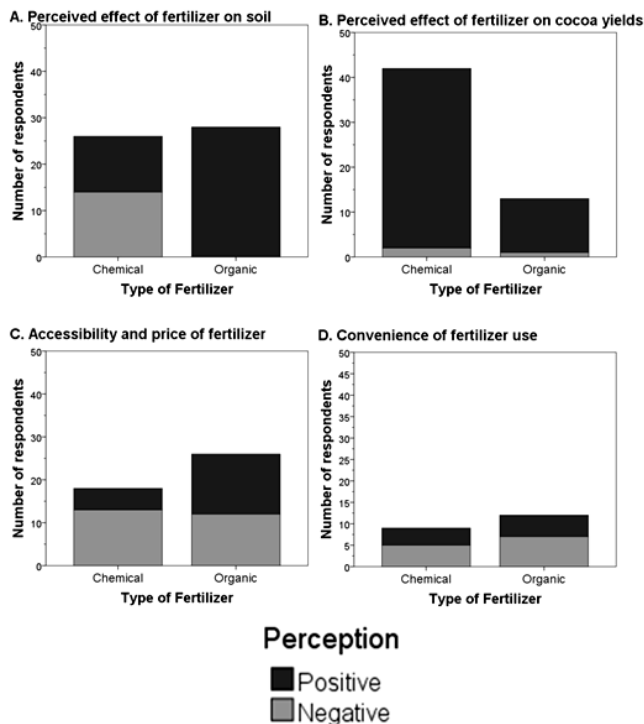 A. Perceived effect of fertilizer on soil
50
40
30
20
10
0
Number of respondents
Chemical
Organic
Type of Fertilizer
B. Perceived effect of fertilizer on cocoa yields
50
40
30
20
10
0
Number of respondents
Chemical
Organic
Type of Fertilizer
C. Accessibility and price of fertilizer
50
40
30
20
10
0
Number of respondents
Chemical
Organic
Type of Fertilizer
D. Convenience of fertilizer use
50
45
40
35
30
25
20
15
10
5
0
Number of respondents
Chemical
Organic
Type of Fertilizer
Perception
Positive
Negative